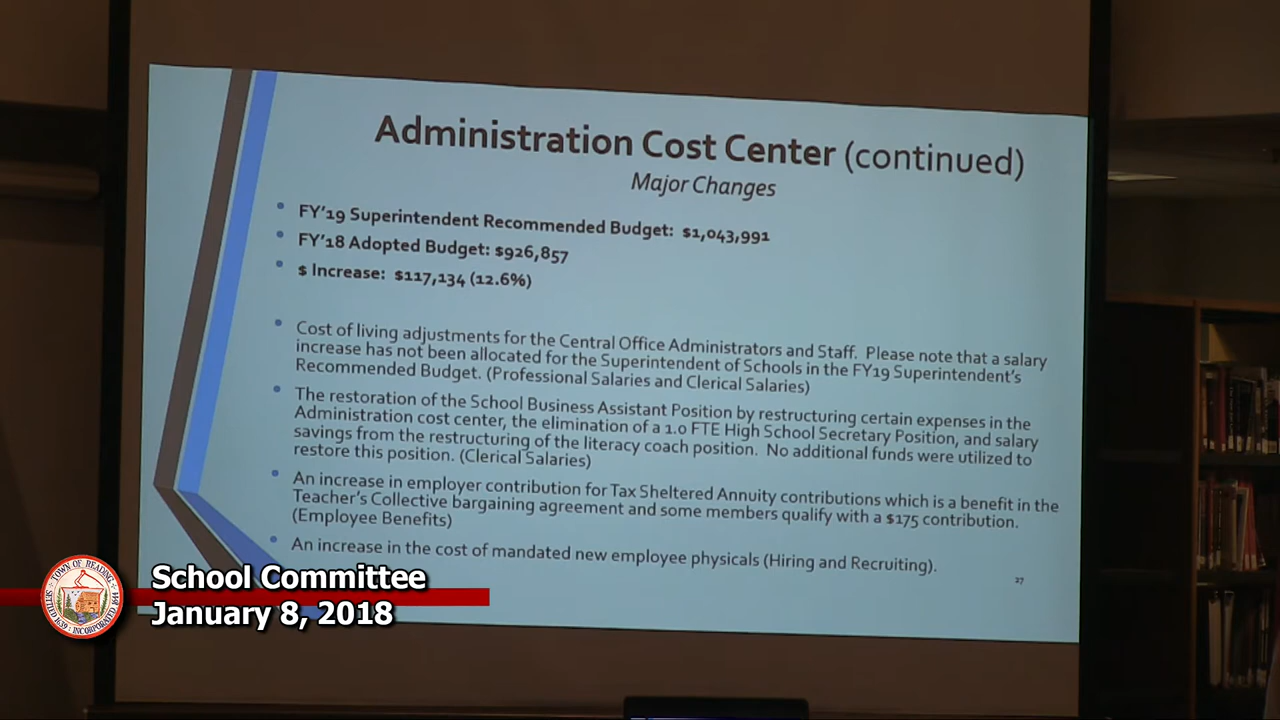 Administration Cost Center (continued)
Major Changes
• FY'19 Superintendent Recommended Budget: $1,043,991
• FY'18 Adopted Budget: $926,857
• $ Increase: $117,134 (12.6%)
• Cost of living adjustments for the Central Office Administrators and Staff. Please note that a salary
increase has not been allocated for the Superintendent of Schools in the FY19 Superintendent's
Recommended Budget. (Professional Salaries and Clerical Salaries)
• The restoration of the School Business Assistant Position by restructuring certain expenses in the
Administration cost center, the elimination of a 1.0 FTE High School Secretary Position, and salary
savings from the restructuring of the literacy coach position. No additional funds were utilized to
restore this position. (Clerical Salaries)
• An increase in employer contribution for Tax Sheltered Annuity contributions which is a benefit in the
Teacher's Collective bargaining agreement and some members qualify with a $175 contribution.
(Employee Benefits)
• An increase in the cost of mandated new employee physicals (Hiring and Recruiting).
27
TOWN OF READING
SETTLED 1639 · INCORPORATED 1644
School Committee
January 8, 2018